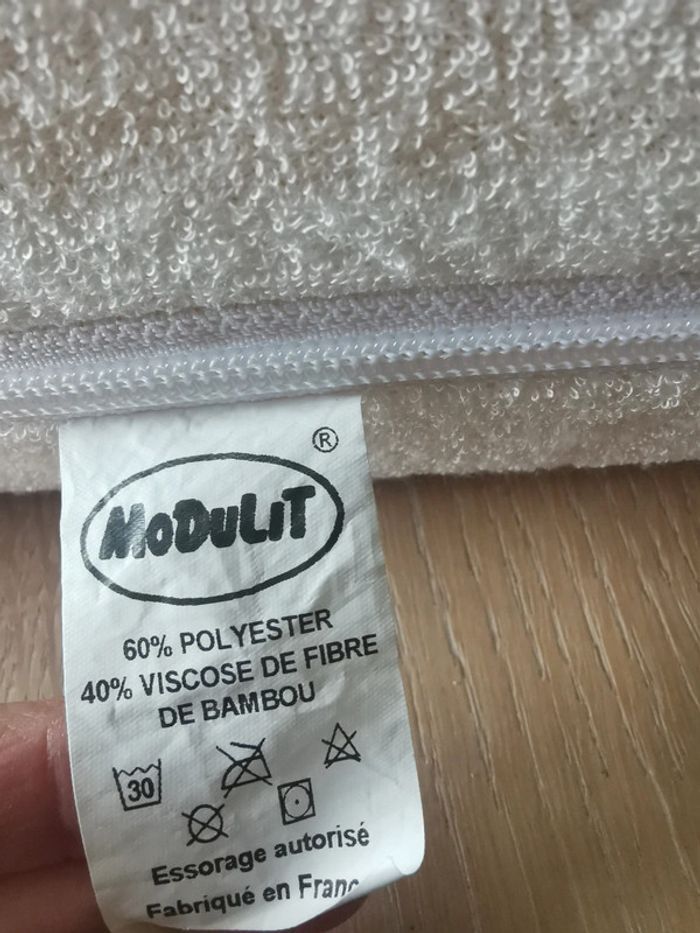 ®
MODULIT
60% POLYESTER
40% VISCOSE DE FIBRE
DE BAMBOU
30
Essorage autorisé
Fabriqué en Franc